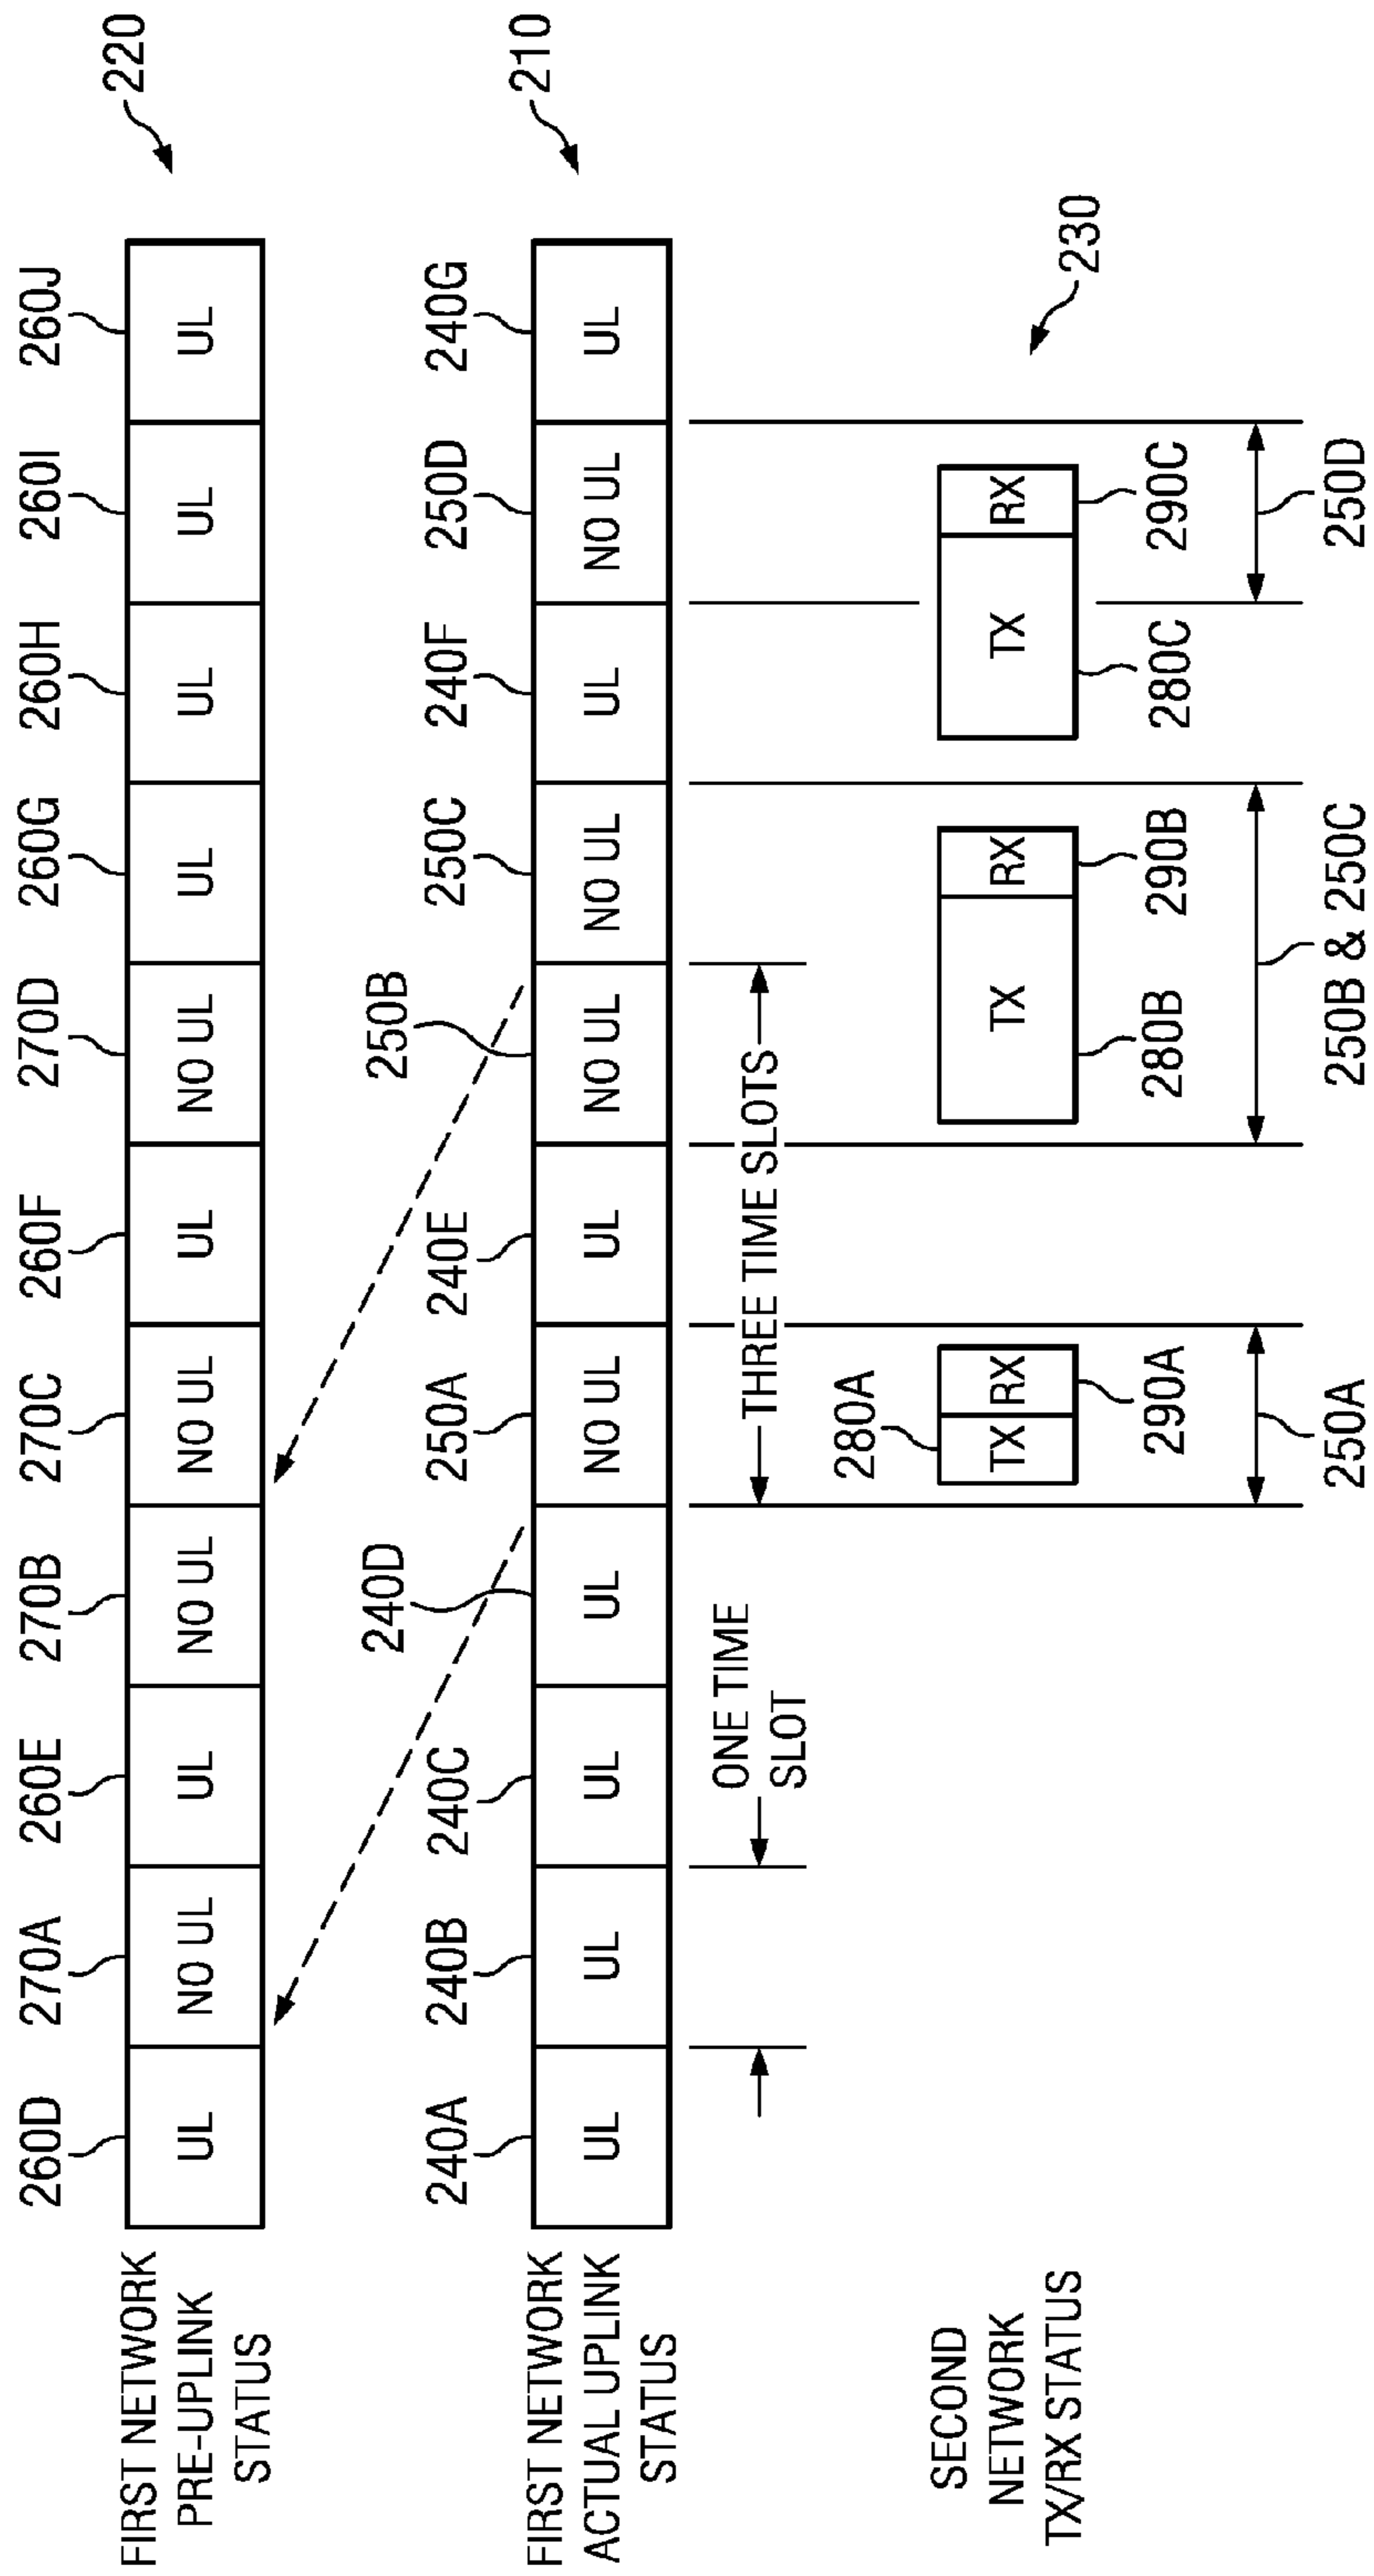 260D
270A
260E
270B
270C
260F
270D
260G
260H
260I
260J
220
FIRST NETWORK
PRE-UPLINK
STATUS
UL
NO UL
UL
NO UL
NO UL
UL
NO UL
UL
UL
UL
UL
240D
250B
240A
240B
240C
250A
240E
250C
240F
250D
240G
210
FIRST NETWORK
ACTUAL UPLINK
STATUS
UL
UL
UL
UL
NO UL
UL
NO UL
NO UL
UL
NO UL
UL
ONE TIME
SLOT
THREE TIME SLOTS
280A
230
SECOND
NETWORK
TX/RX STATUS
TX
RX
TX
RX
TX
RX
290A
280B
290B
280C
290C
250A
250B & 250C
250D